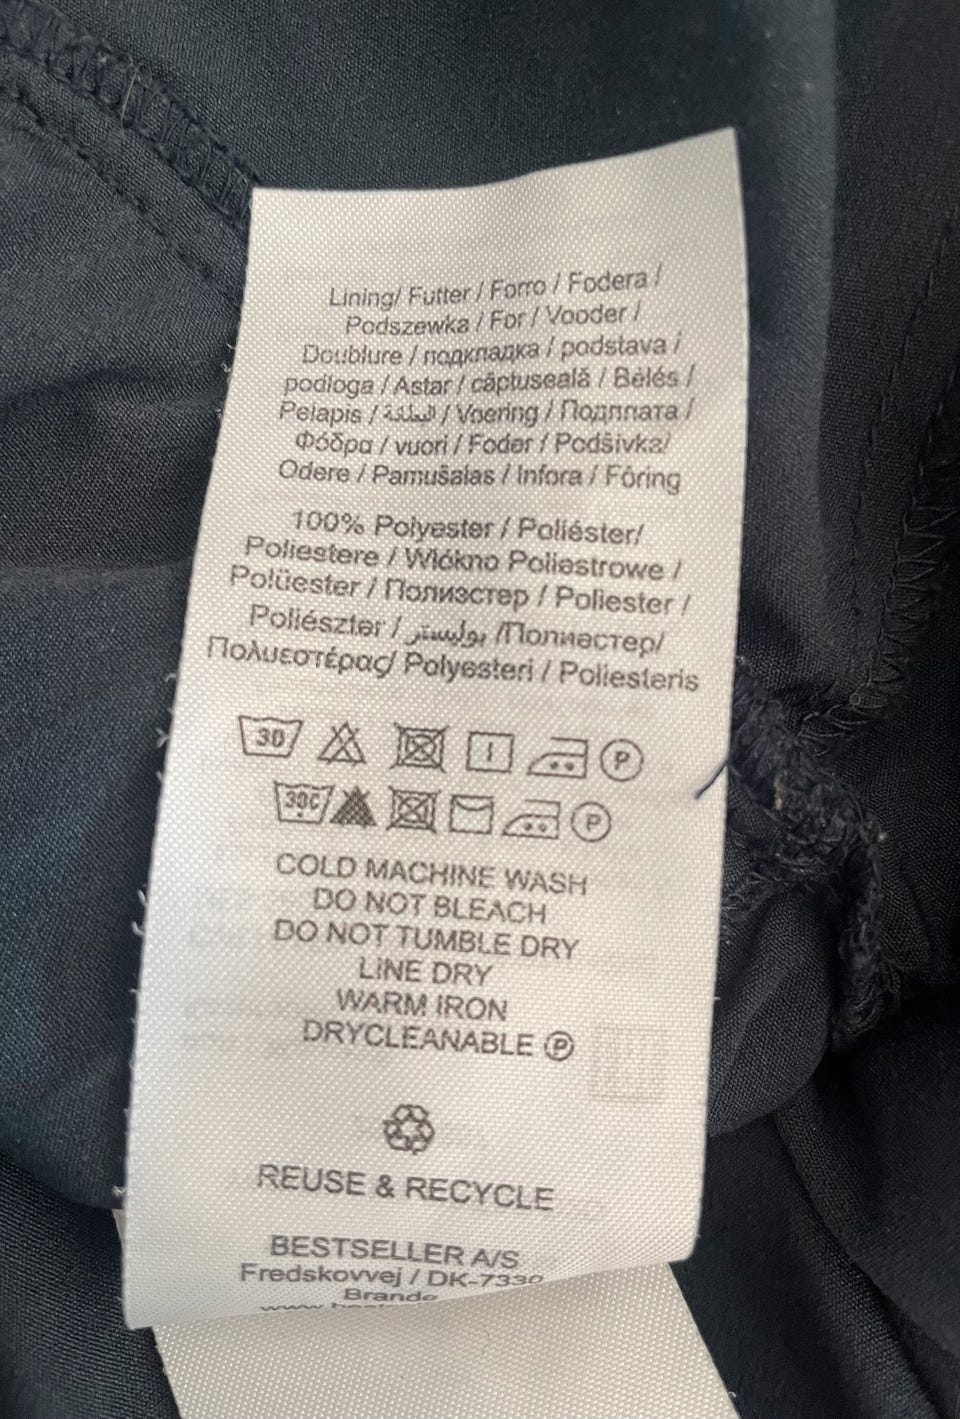 Lining/ Futter / Forro / Fodera /
Podszewka / For / Vooder /
Doublure / подкладка / podstava /
podloga / Astar / căptuseală / Bélés /
Pelapis / البطانة / Voering / Подплата /
Φόδρα / vuori / Foder / Podšívka/
Odere / Pamušalas / Infora / Fôring
100% Polyester / Poliéster/
Poliestere / Włókno Poliestrowe /
Polüester / Полиэстер / Poliester /
Poliészter / بوليستر /Полиестер/
Πολυεστέρας/ Polyesteri / Poliesteris
30 P
30C P
COLD MACHINE WASH
DO NOT BLEACH
DO NOT TUMBLE DRY
LINE DRY
WARM IRON
DRYCLEANABLE Ⓟ
REUSE & RECYCLE
BESTSELLER A/S
Fredskovvej / DK-7330
Brande